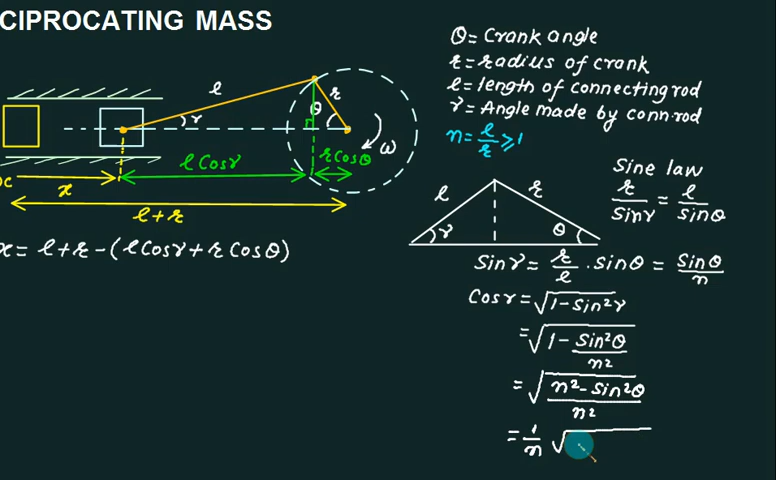 CIPROCATING MASS
θ = Crank angle
r = radius of crank
l = length of connecting rod
γ = Angle made by conn·rod
n = l/r ≥ 1
l
r
γ
θ
ω
l Cosγ
r Cosθ
x
l + r
x = l + r - (l Cosγ + r Cosθ)
Sine law
r/Sinγ = l/sinθ
l
r
γ
θ
Sinγ = r/l · sinθ = Sinθ/n
Cosγ = √(1 - Sin²γ)
= √(1 - Sin²θ/n²)
= √((n² - Sin²θ)/n²)
= 1/n √